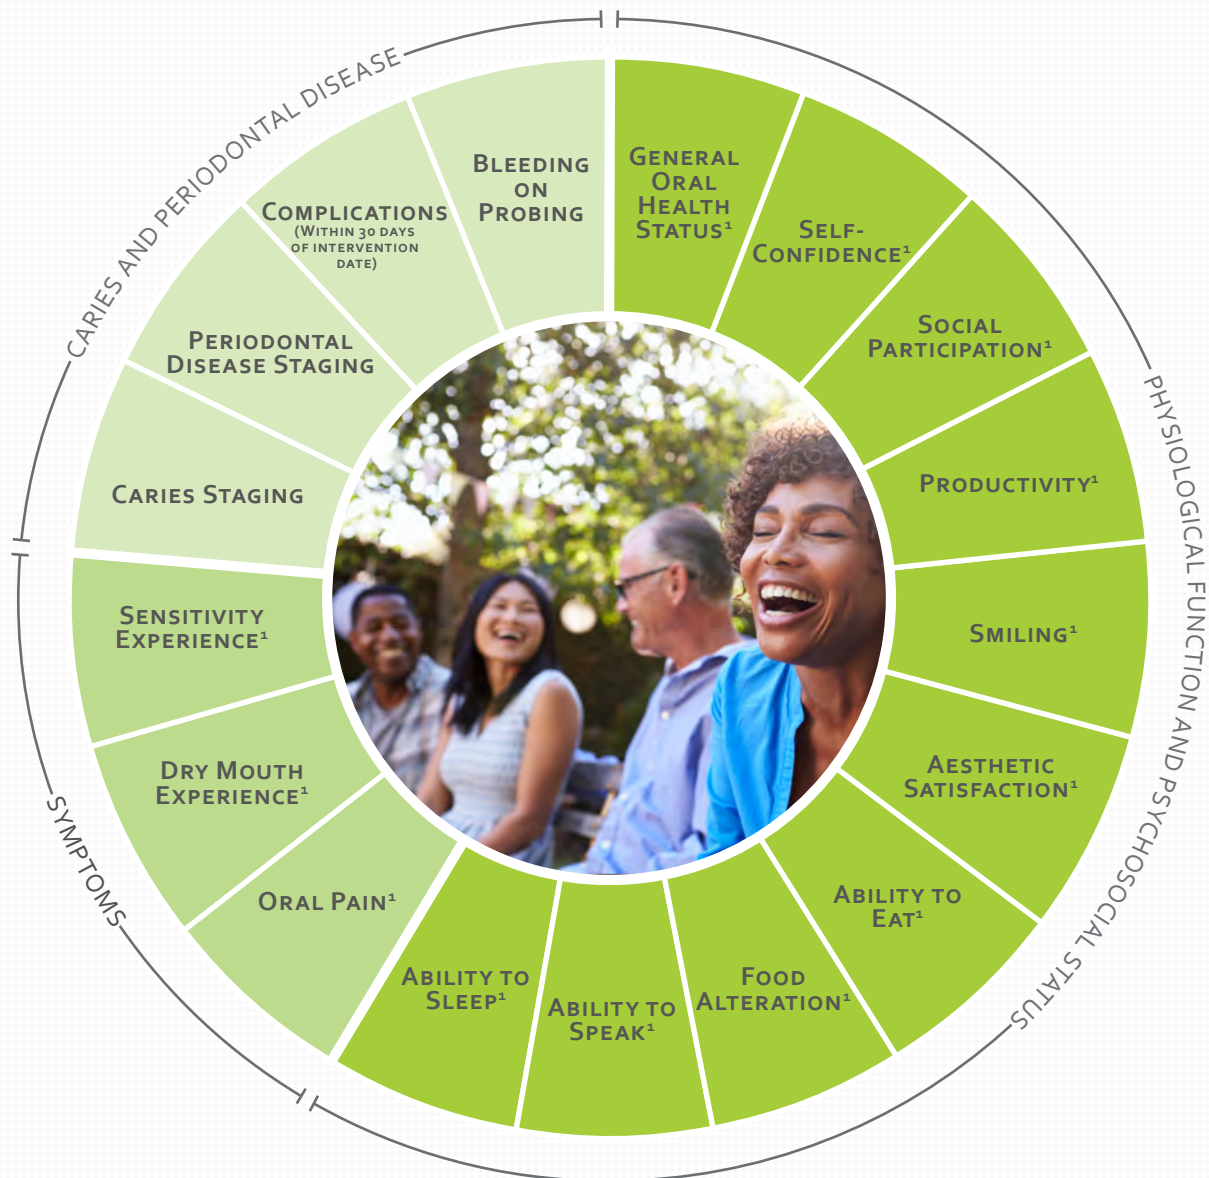 CARIES AND PERIODONTAL DISEASE
BLEEDING
ON
PROBING
COMPLICATIONS
(WITHIN 30 DAYS
OF INTERVENTION
DATE)
PERIODONTAL
DISEASE STAGING
CARIES STAGING
PHYSIOLOGICAL FUNCTION AND PSYCHOSOCIAL STATUS
GENERAL
ORAL
HEALTH
STATUS¹
SELF-
CONFIDENCE¹
SOCIAL
PARTICIPATION¹
PRODUCTIVITY¹
SMILING¹
AESTHETIC
SATISFACTION¹
ABILITY TO
EAT¹
FOOD
ALTERATION¹
ABILITY TO
SPEAK¹
ABILITY TO
SLEEP¹
SYMPTOMS
ORAL PAIN¹
DRY MOUTH
EXPERIENCE¹
SENSITIVITY
EXPERIENCE¹